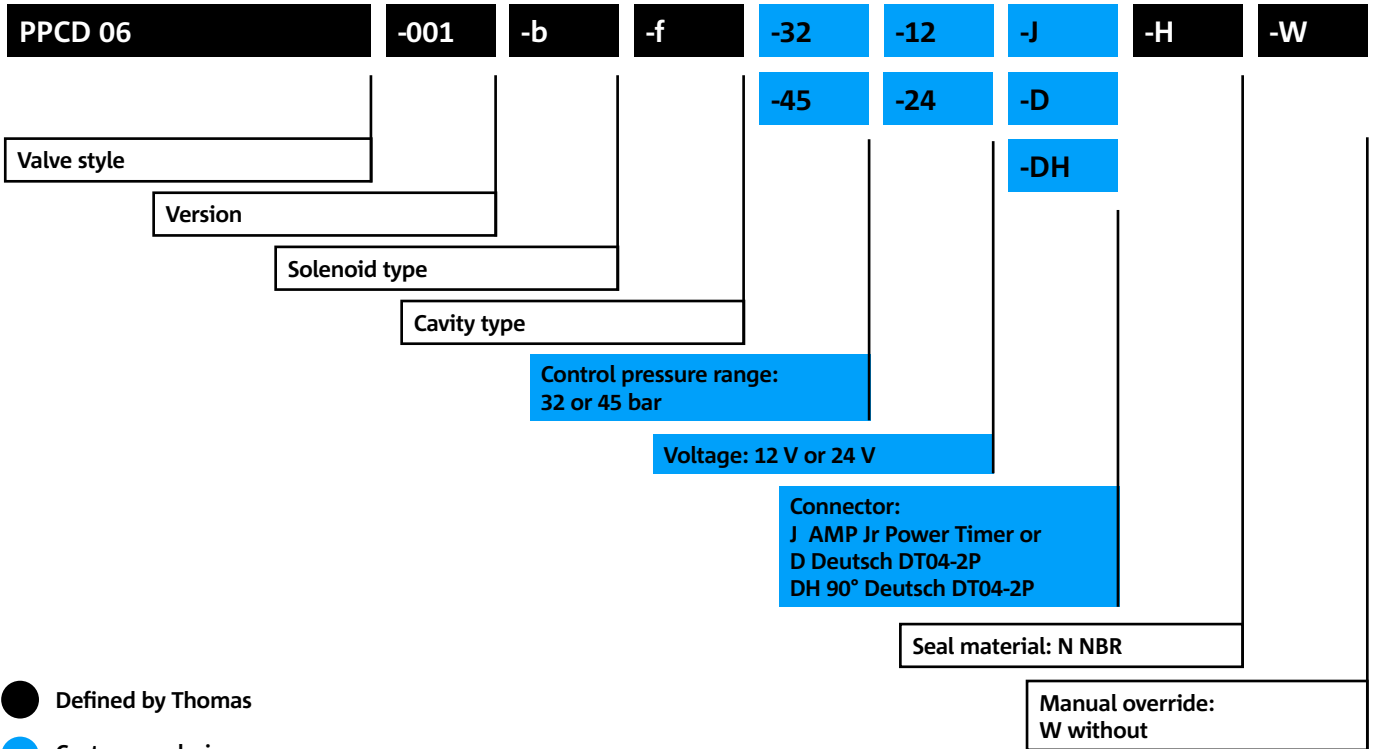 PPCD 06 -001 -b -f -32 -12 -J -H -W
-45 -24 -D
-DH
Valve style
Version
Solenoid type
Cavity type
Control pressure range:
32 or 45 bar
Voltage: 12 V or 24 V
Connector:
J AMP Jr Power Timer or
D Deutsch DT04-2P
DH 90° Deutsch DT04-2P
Seal material: N NBR
Manual override:
W without
Defined by Thomas